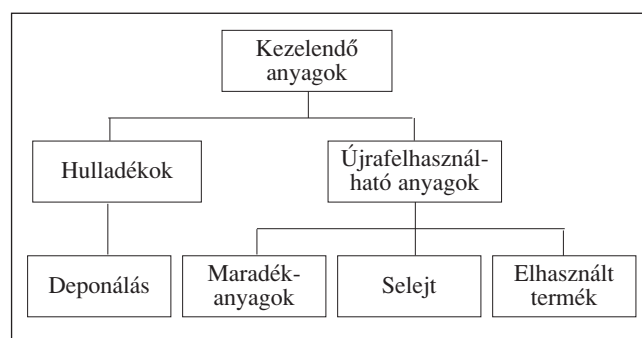 Kezelendő
anyagok
Hulladékok
Újrafelhasznál-
ható anyagok
Deponálás
Maradék-
anyagok
Selejt
Elhasznált
termék